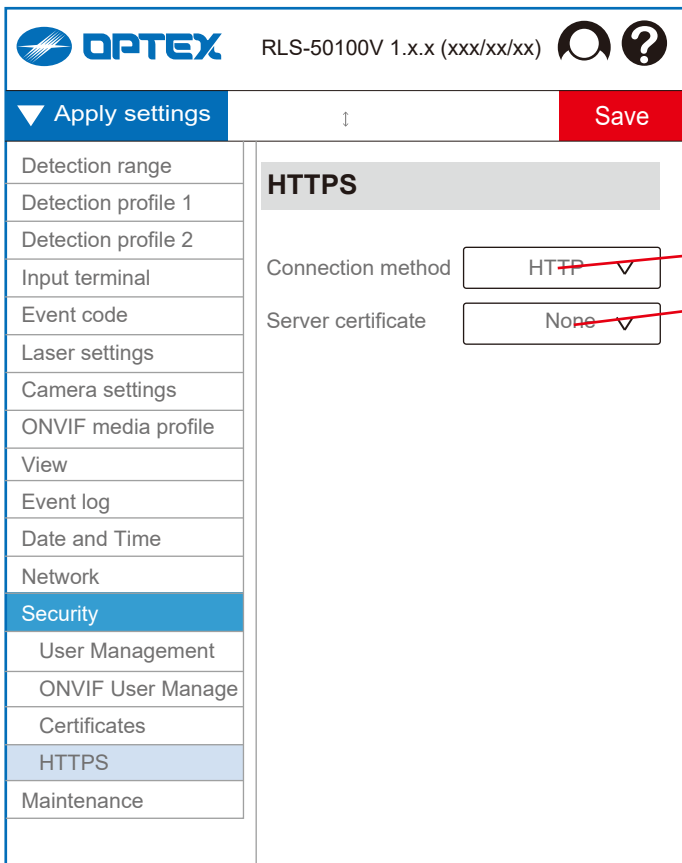 OPTEX RLS-50100V 1.x.x (xxx/xx/xx) ?
Apply settings Save
Detection range
Detection profile 1
Detection profile 2
Input terminal
Event code
Laser settings
Camera settings
ONVIF media profile
View
Event log
Date and Time
Network
Security
User Management
ONVIF User Manage
Certificates
HTTPS
Maintenance
HTTPS
Connection method HTTP
Server certificate None